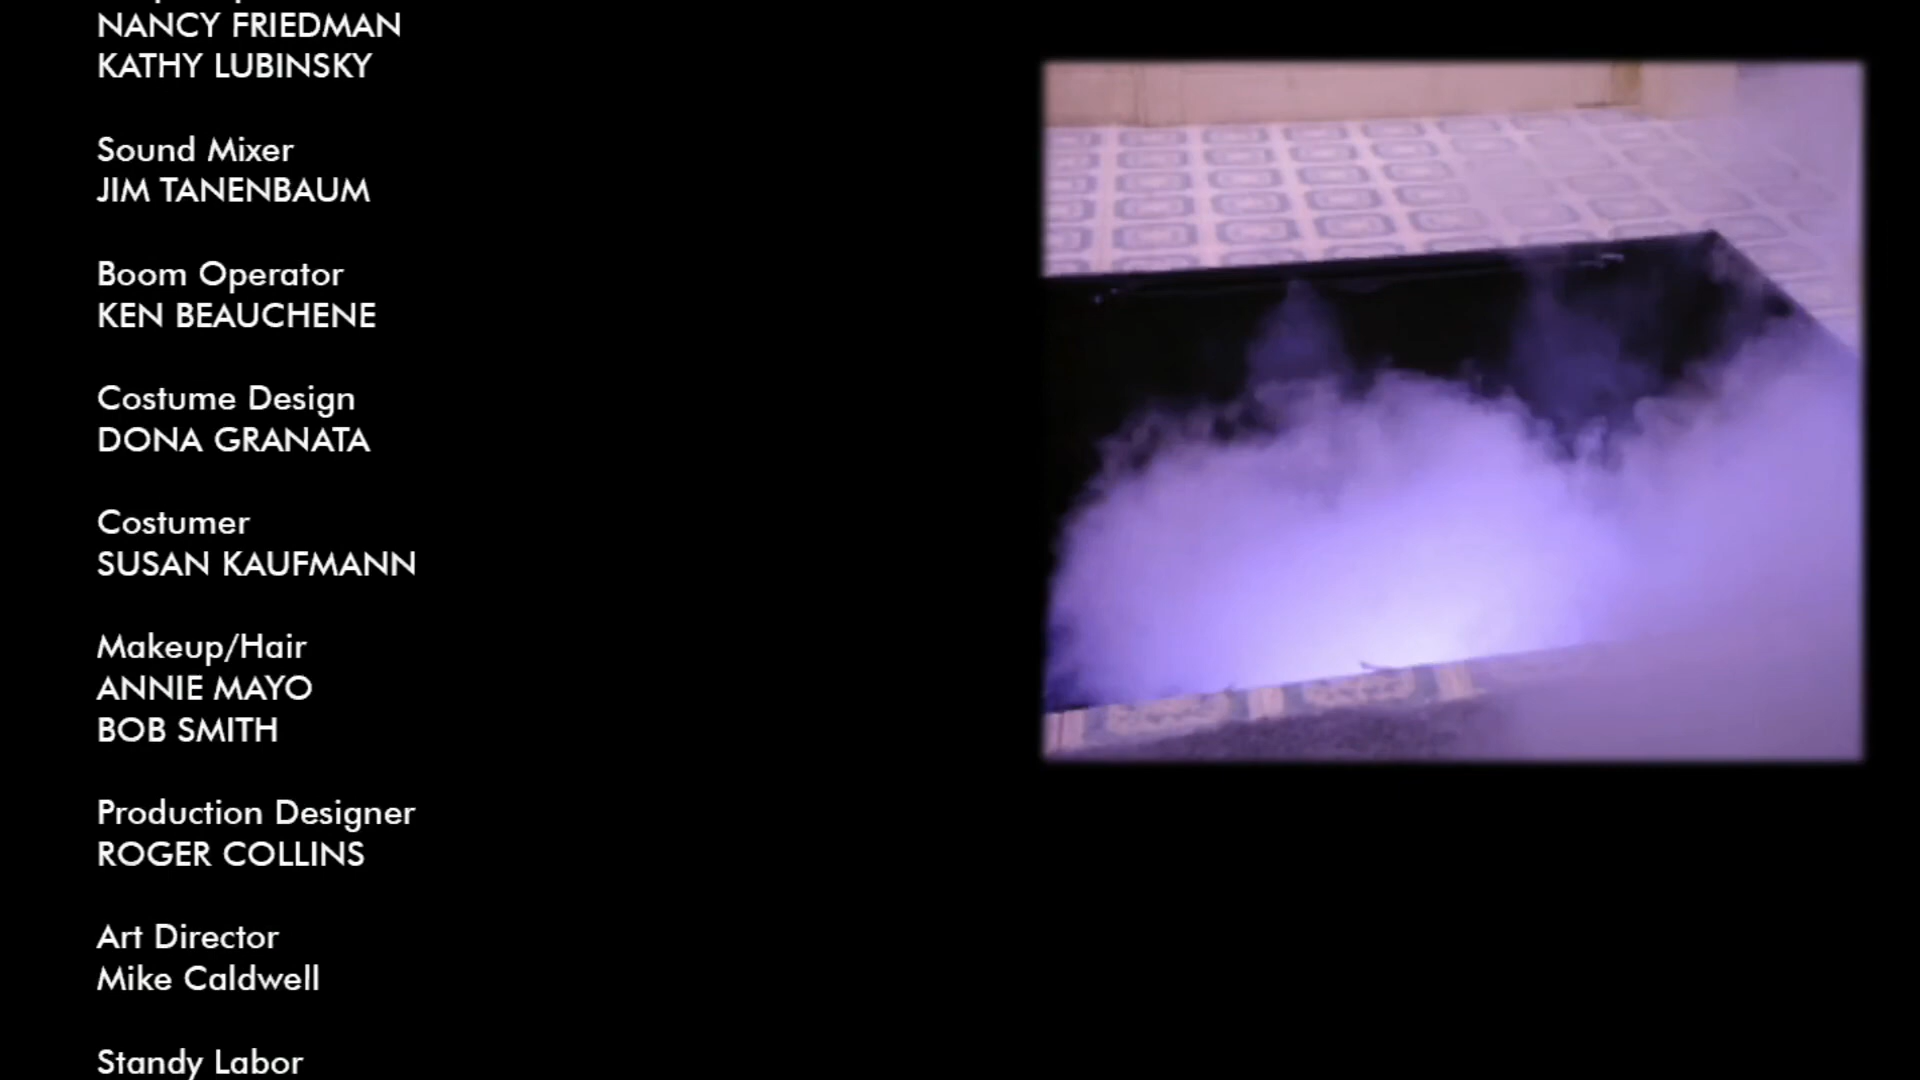 NANCY FRIEDMAN
KATHY LUBINSKY
Sound Mixer
JIM TANENBAUM
Boom Operator
KEN BEAUCHENE
Costume Design
DONA GRANATA
Costumer
SUSAN KAUFMANN
Makeup/Hair
ANNIE MAYO
BOB SMITH
Production Designer
ROGER COLLINS
Art Director
Mike Caldwell
Standy Labor